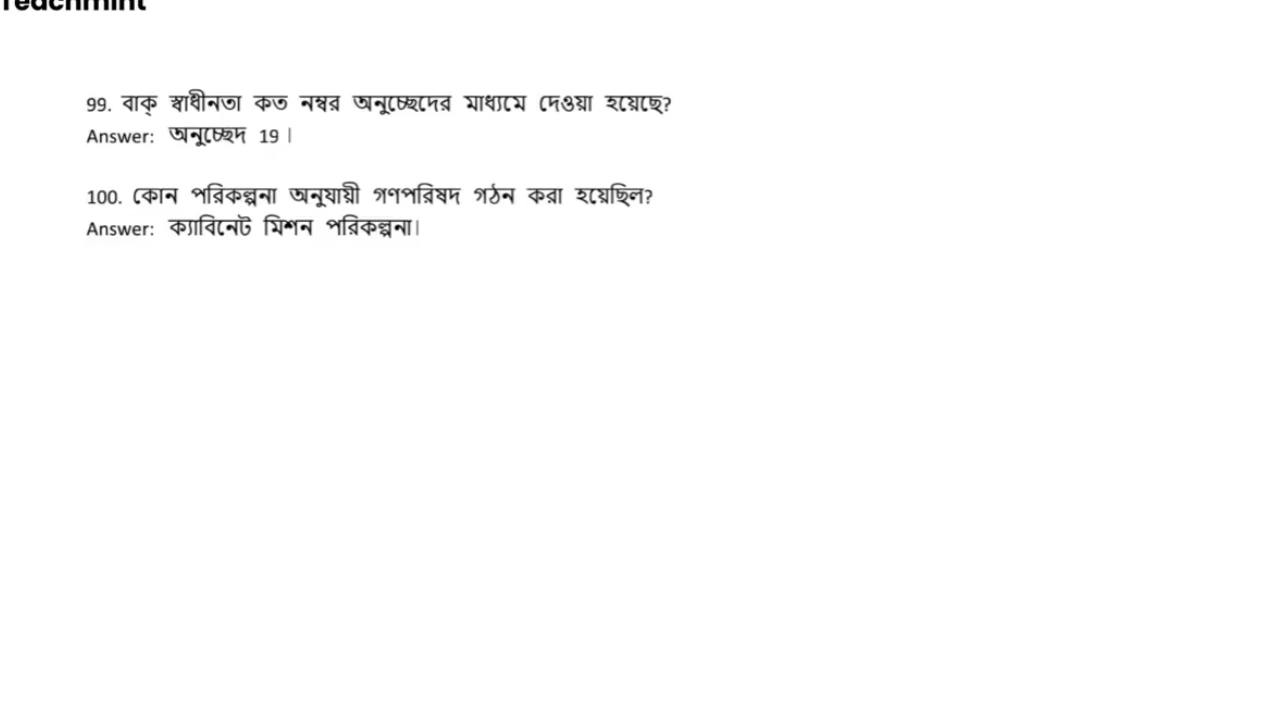 Teachmint
99. বাক্ স্বাধীনতা কত নম্বর অনুচ্ছেদের মাধ্যমে দেওয়া হয়েছে?
Answer: অনুচ্ছেদ 19 ।
100. কোন পরিকল্পনা অনুযায়ী গণপরিষদ গঠন করা হয়েছিল?
Answer: ক্যাবিনেট মিশন পরিকল্পনা।